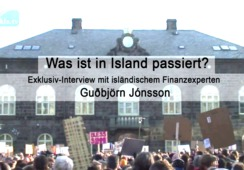 Was ist in Island passiert?
Exklusiv-Interview mit isländischem Finanzexperten
Guðbjörn Jónsson